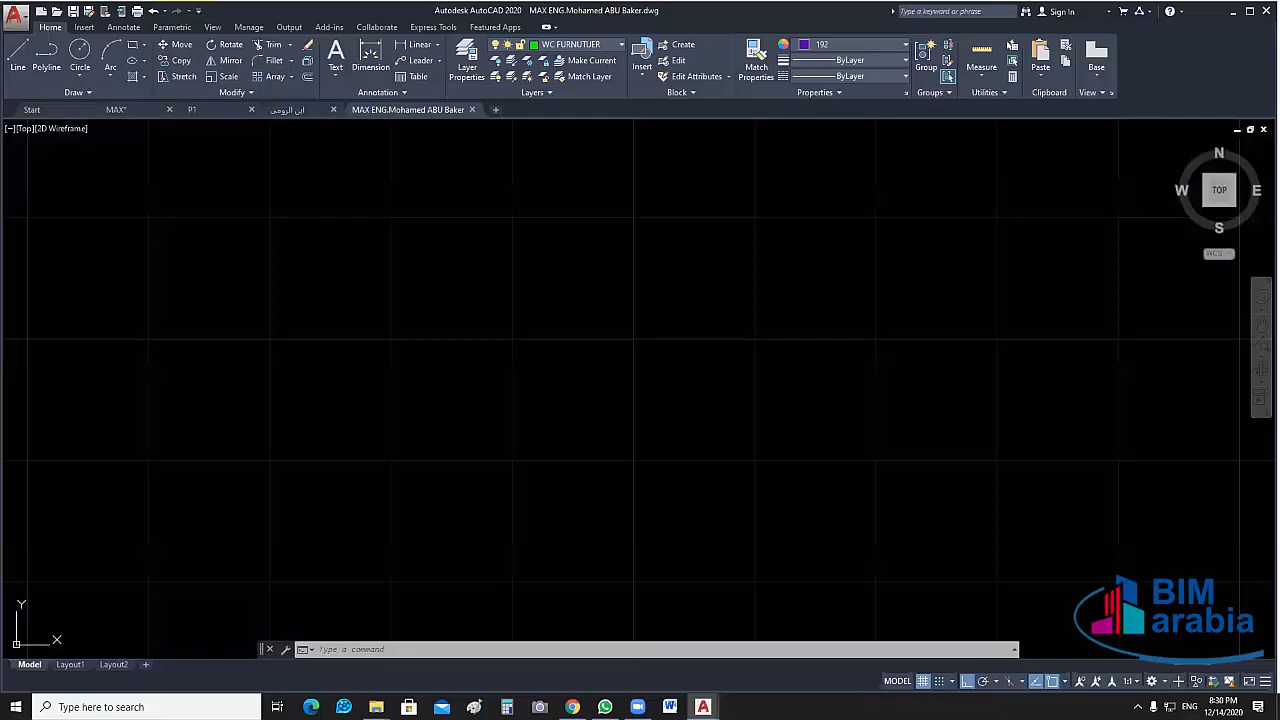 Autodesk AutoCAD 2020 MAX ENG.Mohamed ABU Baker.dwg
Type a keyword or phrase
Sign In
Home Insert Annotate Parametric View Manage Output Add-ins Collaborate Express Tools Featured Apps
Line Polyline Circle Arc
Move Rotate Trim
Copy Mirror Fillet
Stretch Scale Array
Text Dimension
Linear
Leader
Table
Layer Properties
WC FURNUTUER
Make Current
Match Layer
Insert
Create
Edit
Edit Attributes
Match Properties
192
ByLayer
ByLayer
Group
Measure
Paste
Base
Draw Modify Annotation Layers Block Properties Groups Utilities Clipboard View
Start MAX* P1 ابن الرومى MAX ENG.Mohamed ABU Baker
[−][Top][2D Wireframe]
N
W TOP E
S
WCS
BIM
arabia
Y
X
Type a command
Model Layout1 Layout2
MODEL 1:1
Type here to search
ENG
8:30 PM
12/14/2020